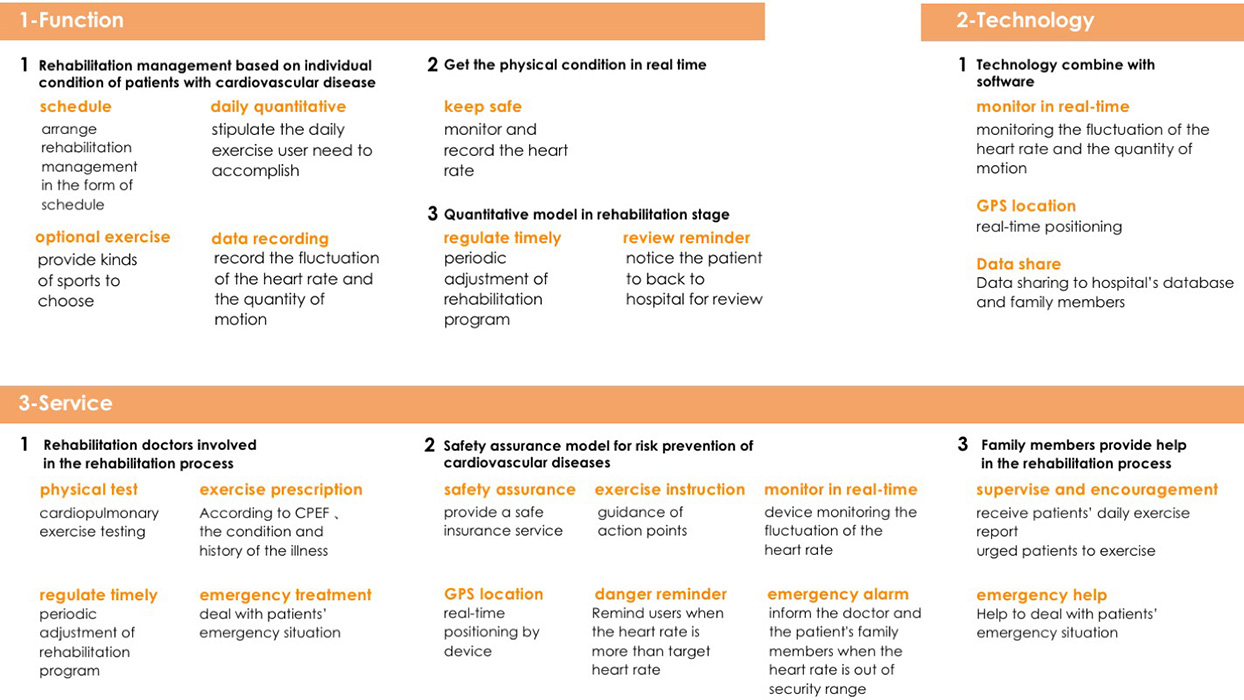 1-Function
1 Rehabilitation management based on individual
condition of patients with cardiovascular disease
schedule
arrange
rehabilitation
management
in the form of
schedule
daily quantitative
stipulate the daily
exercise user need to
accomplish
optional exercise
provide kinds
of sports to
choose
data recording
record the fluctuation
of the heart rate and
the quantity of
motion
2 Get the physical condition in real time
keep safe
monitor and
record the heart
rate
3 Quantitative model in rehabilitation stage
regulate timely
periodic
adjustment of
rehabilitation
program
review reminder
notice the patient
to back to
hospital for review
2-Technology
1 Technology combine with
software
monitor in real-time
monitoring the fluctuation of the
heart rate and the quantity of
motion
GPS location
real-time positioning
Data share
Data sharing to hospital's database
and family members
3-Service
1 Rehabilitation doctors involved
in the rehabilitation process
physical test
cardiopulmonary
exercise testing
exercise prescription
According to CPEF 、
the condition and
history of the illness
regulate timely
periodic
adjustment of
rehabilitation
program
emergency treatment
deal with patients'
emergency situation
2 Safety assurance model for risk prevention of
cardiovascular diseases
safety assurance
provide a safe
insurance service
exercise instruction
guidance of
action points
monitor in real-time
device monitoring the
fluctuation of the
heart rate
GPS location
real-time
positioning by
device
danger reminder
Remind users when
the heart rate is
more than target
heart rate
emergency alarm
inform the doctor and
the patient's family
members when the
heart rate is out of
security range
3 Family members provide help
in the rehabilitation process
supervise and encouragement
receive patients' daily exercise
report
urged patients to exercise
emergency help
Help to deal with patients'
emergency situation